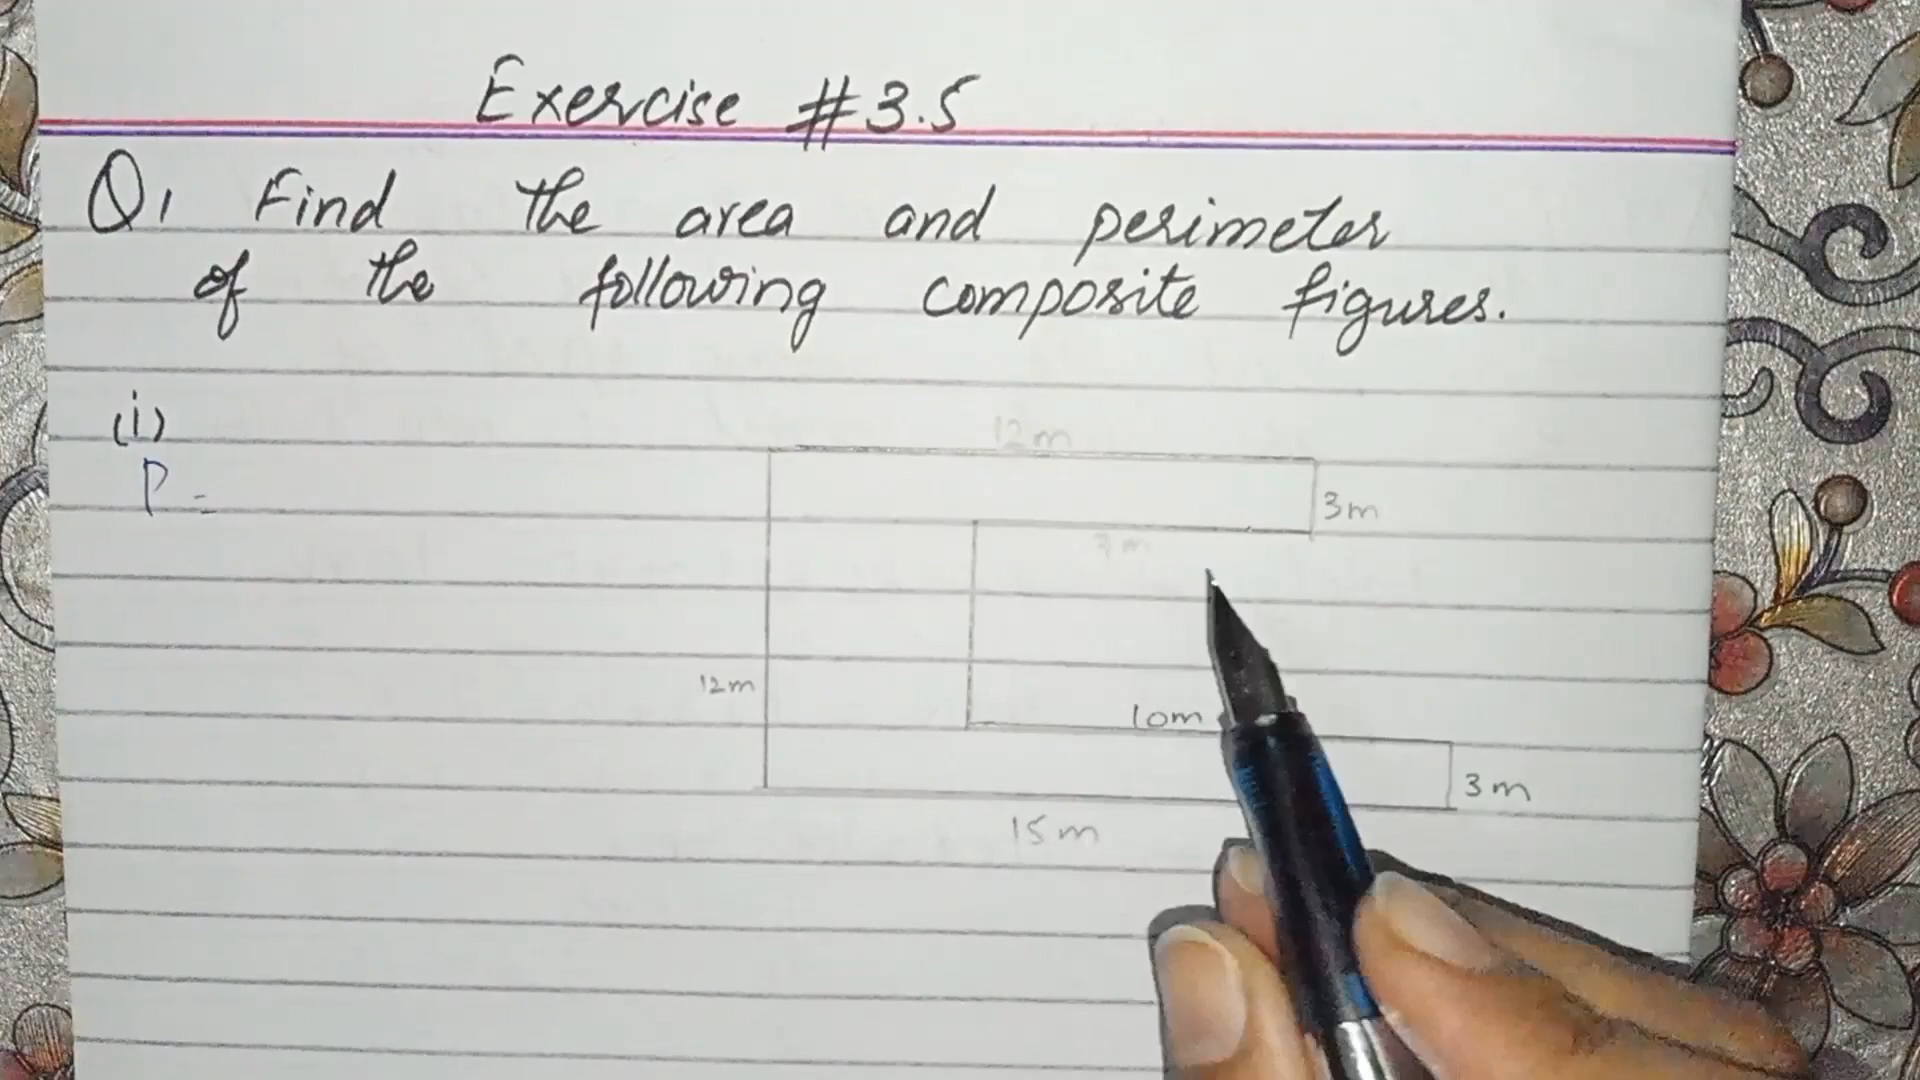 Exercise #3.5
Q1 Find the area and perimeter
of the following composite figures.
(i)
P =
12m
3m
7m
12m
10m
3m
15m